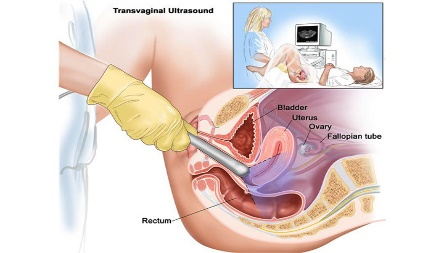 Transvaginal Ultrasound
Bladder
Uterus
Ovary
Fallopian tube
Rectum